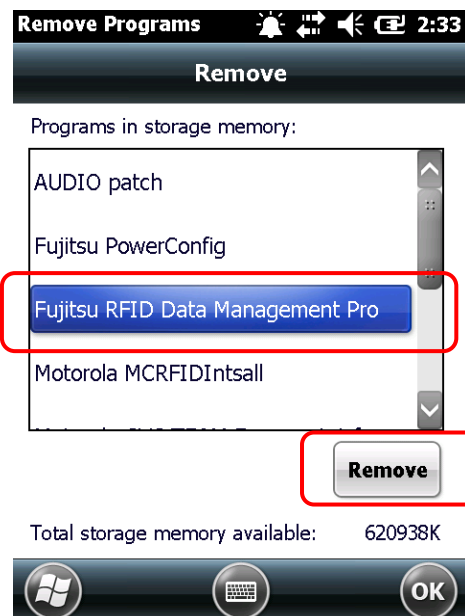 Remove Programs 2:33
Remove
Programs in storage memory:
AUDIO patch
Fujitsu PowerConfig
Fujitsu RFID Data Management Pro
Motorola MCRFIDIntsall
Remove
Total storage memory available: 620938K
OK